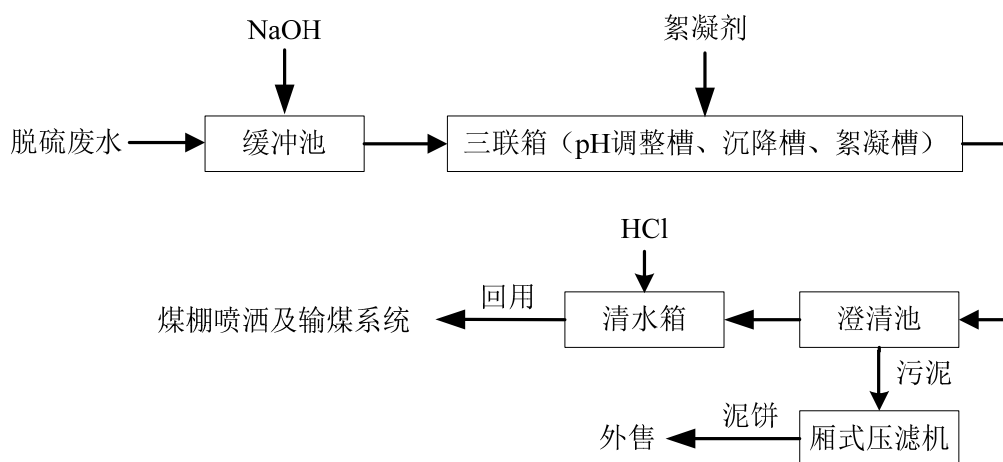 NaOH
絮凝剂
脱硫废水
缓冲池
三联箱（pH调整槽、沉降槽、絮凝槽）
HCl
煤棚喷洒及输煤系统
回用
清水箱
澄清池
污泥
外售
泥饼
厢式压滤机